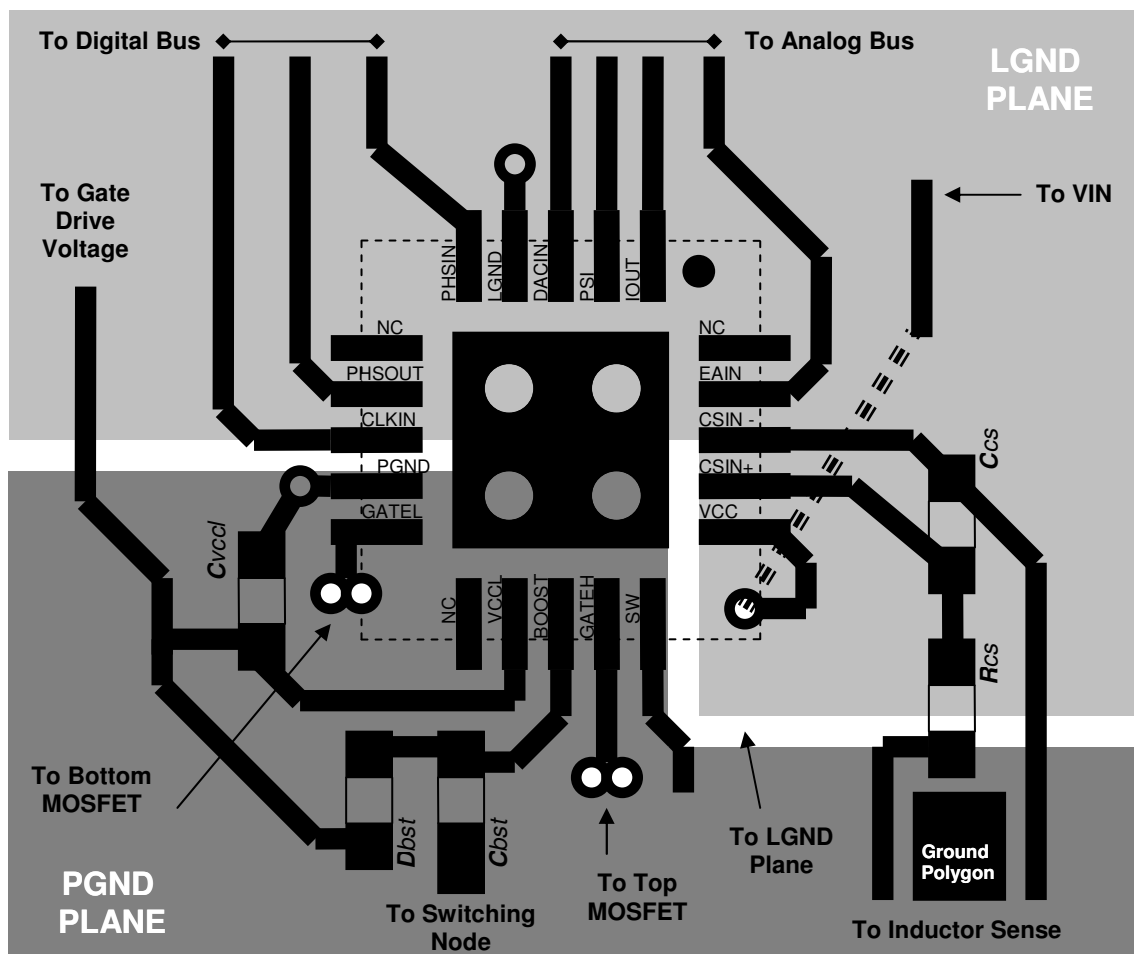 To Digital Bus
To Analog Bus
LGND
PLANE
To Gate
Drive
Voltage
To VIN
PHSIN
LGND
DACIN
PSI
IOUT
NC
PHSOUT
CLKIN
PGND
GATEL
NC
EAIN
CSIN -
CSIN+
VCC
Ccs
Cvccl
NC
VCCL
BOOST
GATEH
SW
Rcs
To Bottom
MOSFET
Dbst
Cbst
To LGND
Plane
Ground
Polygon
PGND
PLANE
To Top
MOSFET
To Switching
Node
To Inductor Sense